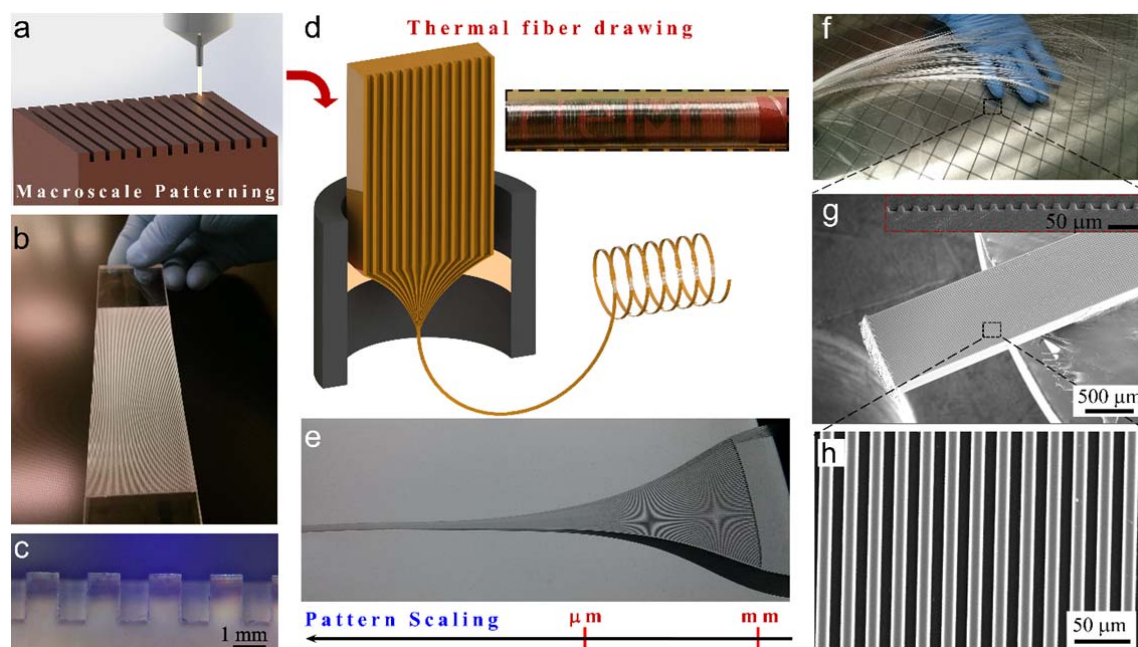 a
Macroscale Patterning
b
c
1 mm
d
Thermal fiber drawing
e
Pattern Scaling
μm
mm
f
g
50 μm
500 μm
h
50 μm